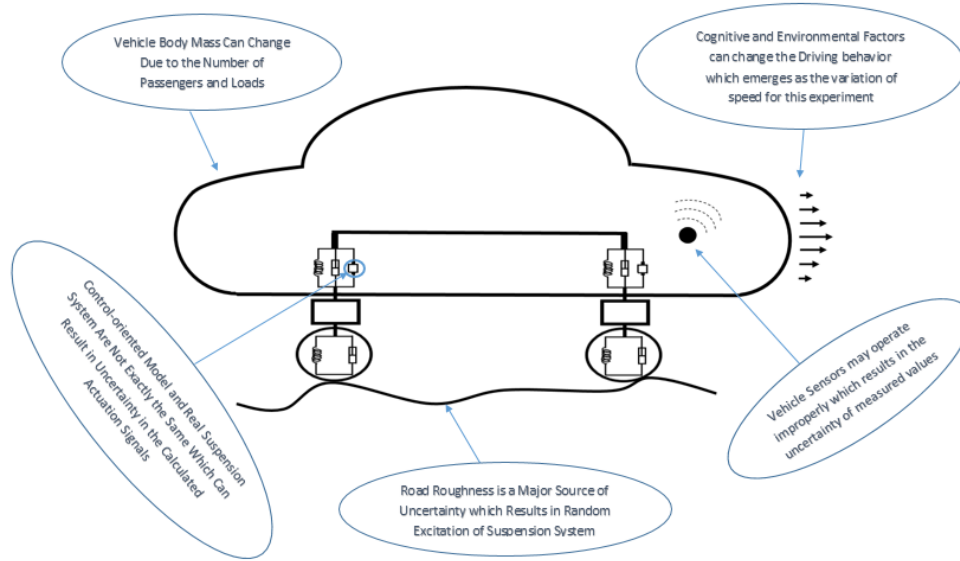 Vehicle Body Mass Can Change
Due to the Number of
Passengers and Loads
Cognitive and Environmental Factors
can change the Driving behavior
which emerges as the variation of
speed for this experiment
Control-oriented Model and Real Suspension
System Are Not Exactly the Same Which Can
Result in Uncertainty in the Calculated
Actuation Signals
Vehicle Sensors may operate
improperly which results in the
uncertainty of measured values
Road Roughness is a Major Source of
Uncertainty which Results in Random
Excitation of Suspension System